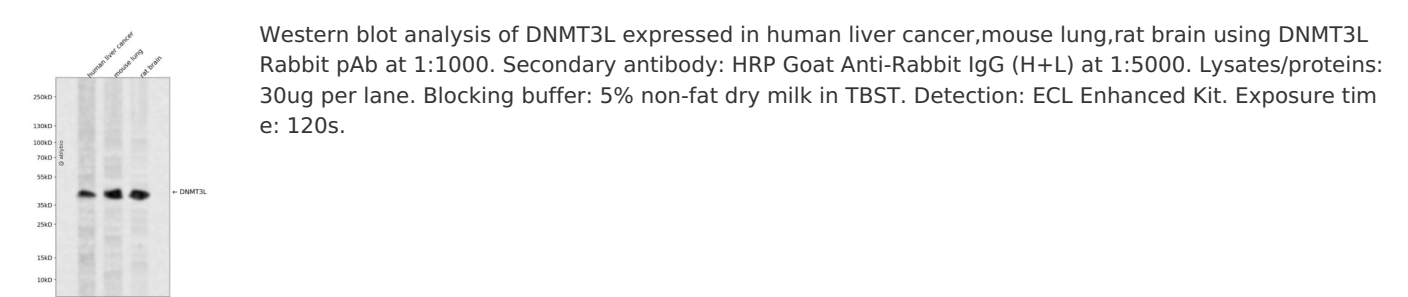 human liver cancer
mouse lung
rat brain
250kD
130kD
100kD
70kD
55kD
35kD
25kD
15kD
10kD
@ ablybio
← DNMT3L
Western blot analysis of DNMT3L expressed in human liver cancer,mouse lung,rat brain using DNMT3L
Rabbit pAb at 1:1000. Secondary antibody: HRP Goat Anti-Rabbit IgG (H+L) at 1:5000. Lysates/proteins:
30ug per lane. Blocking buffer: 5% non-fat dry milk in TBST. Detection: ECL Enhanced Kit. Exposure tim
e: 120s.